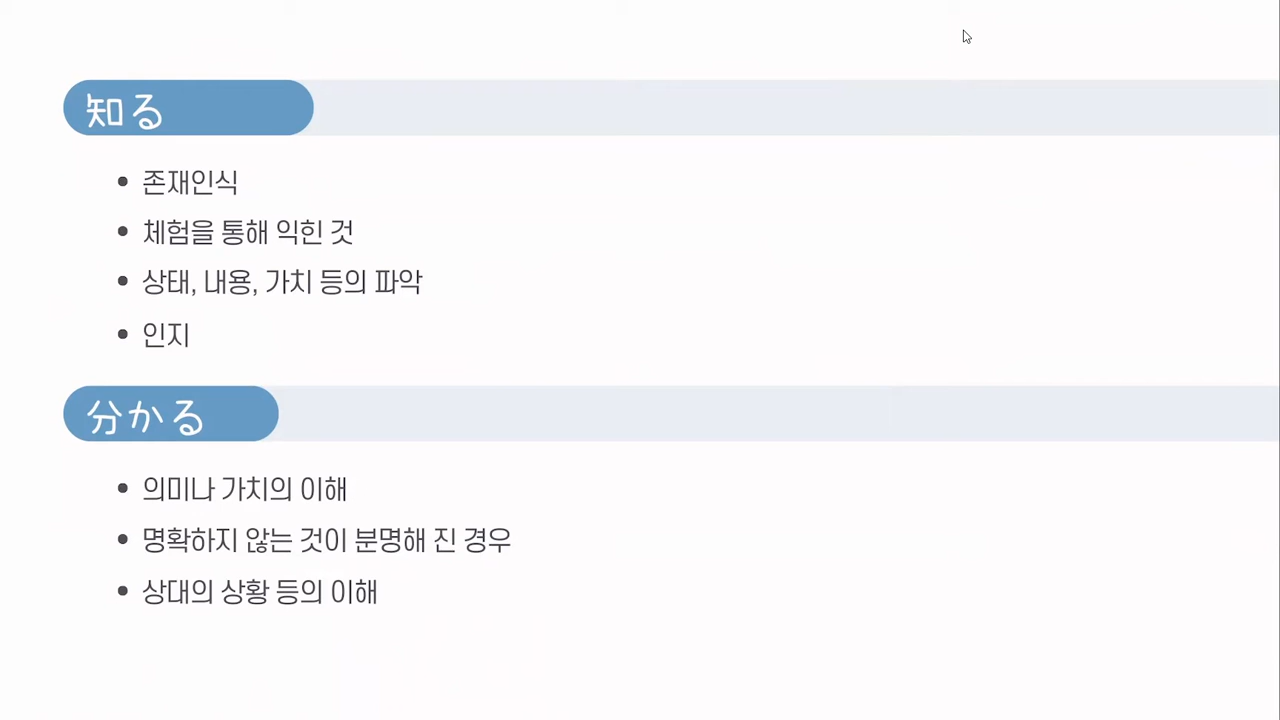 知る
• 존재인식
• 체험을 통해 익힌 것
• 상태, 내용, 가치 등의 파악
• 인지
分かる
• 의미나 가치의 이해
• 명확하지 않는 것이 분명해 진 경우
• 상대의 상황 등의 이해